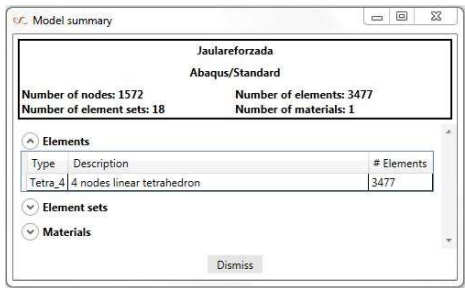 Model summary
Jaulareforzada
Abaqus/Standard
Number of nodes: 1572 Number of elements: 3477
Number of element sets: 18 Number of materials: 1
Elements
Type Description # Elements
Tetra_4 4 nodes linear tetrahedron 3477
Element sets
Materials
Dismiss